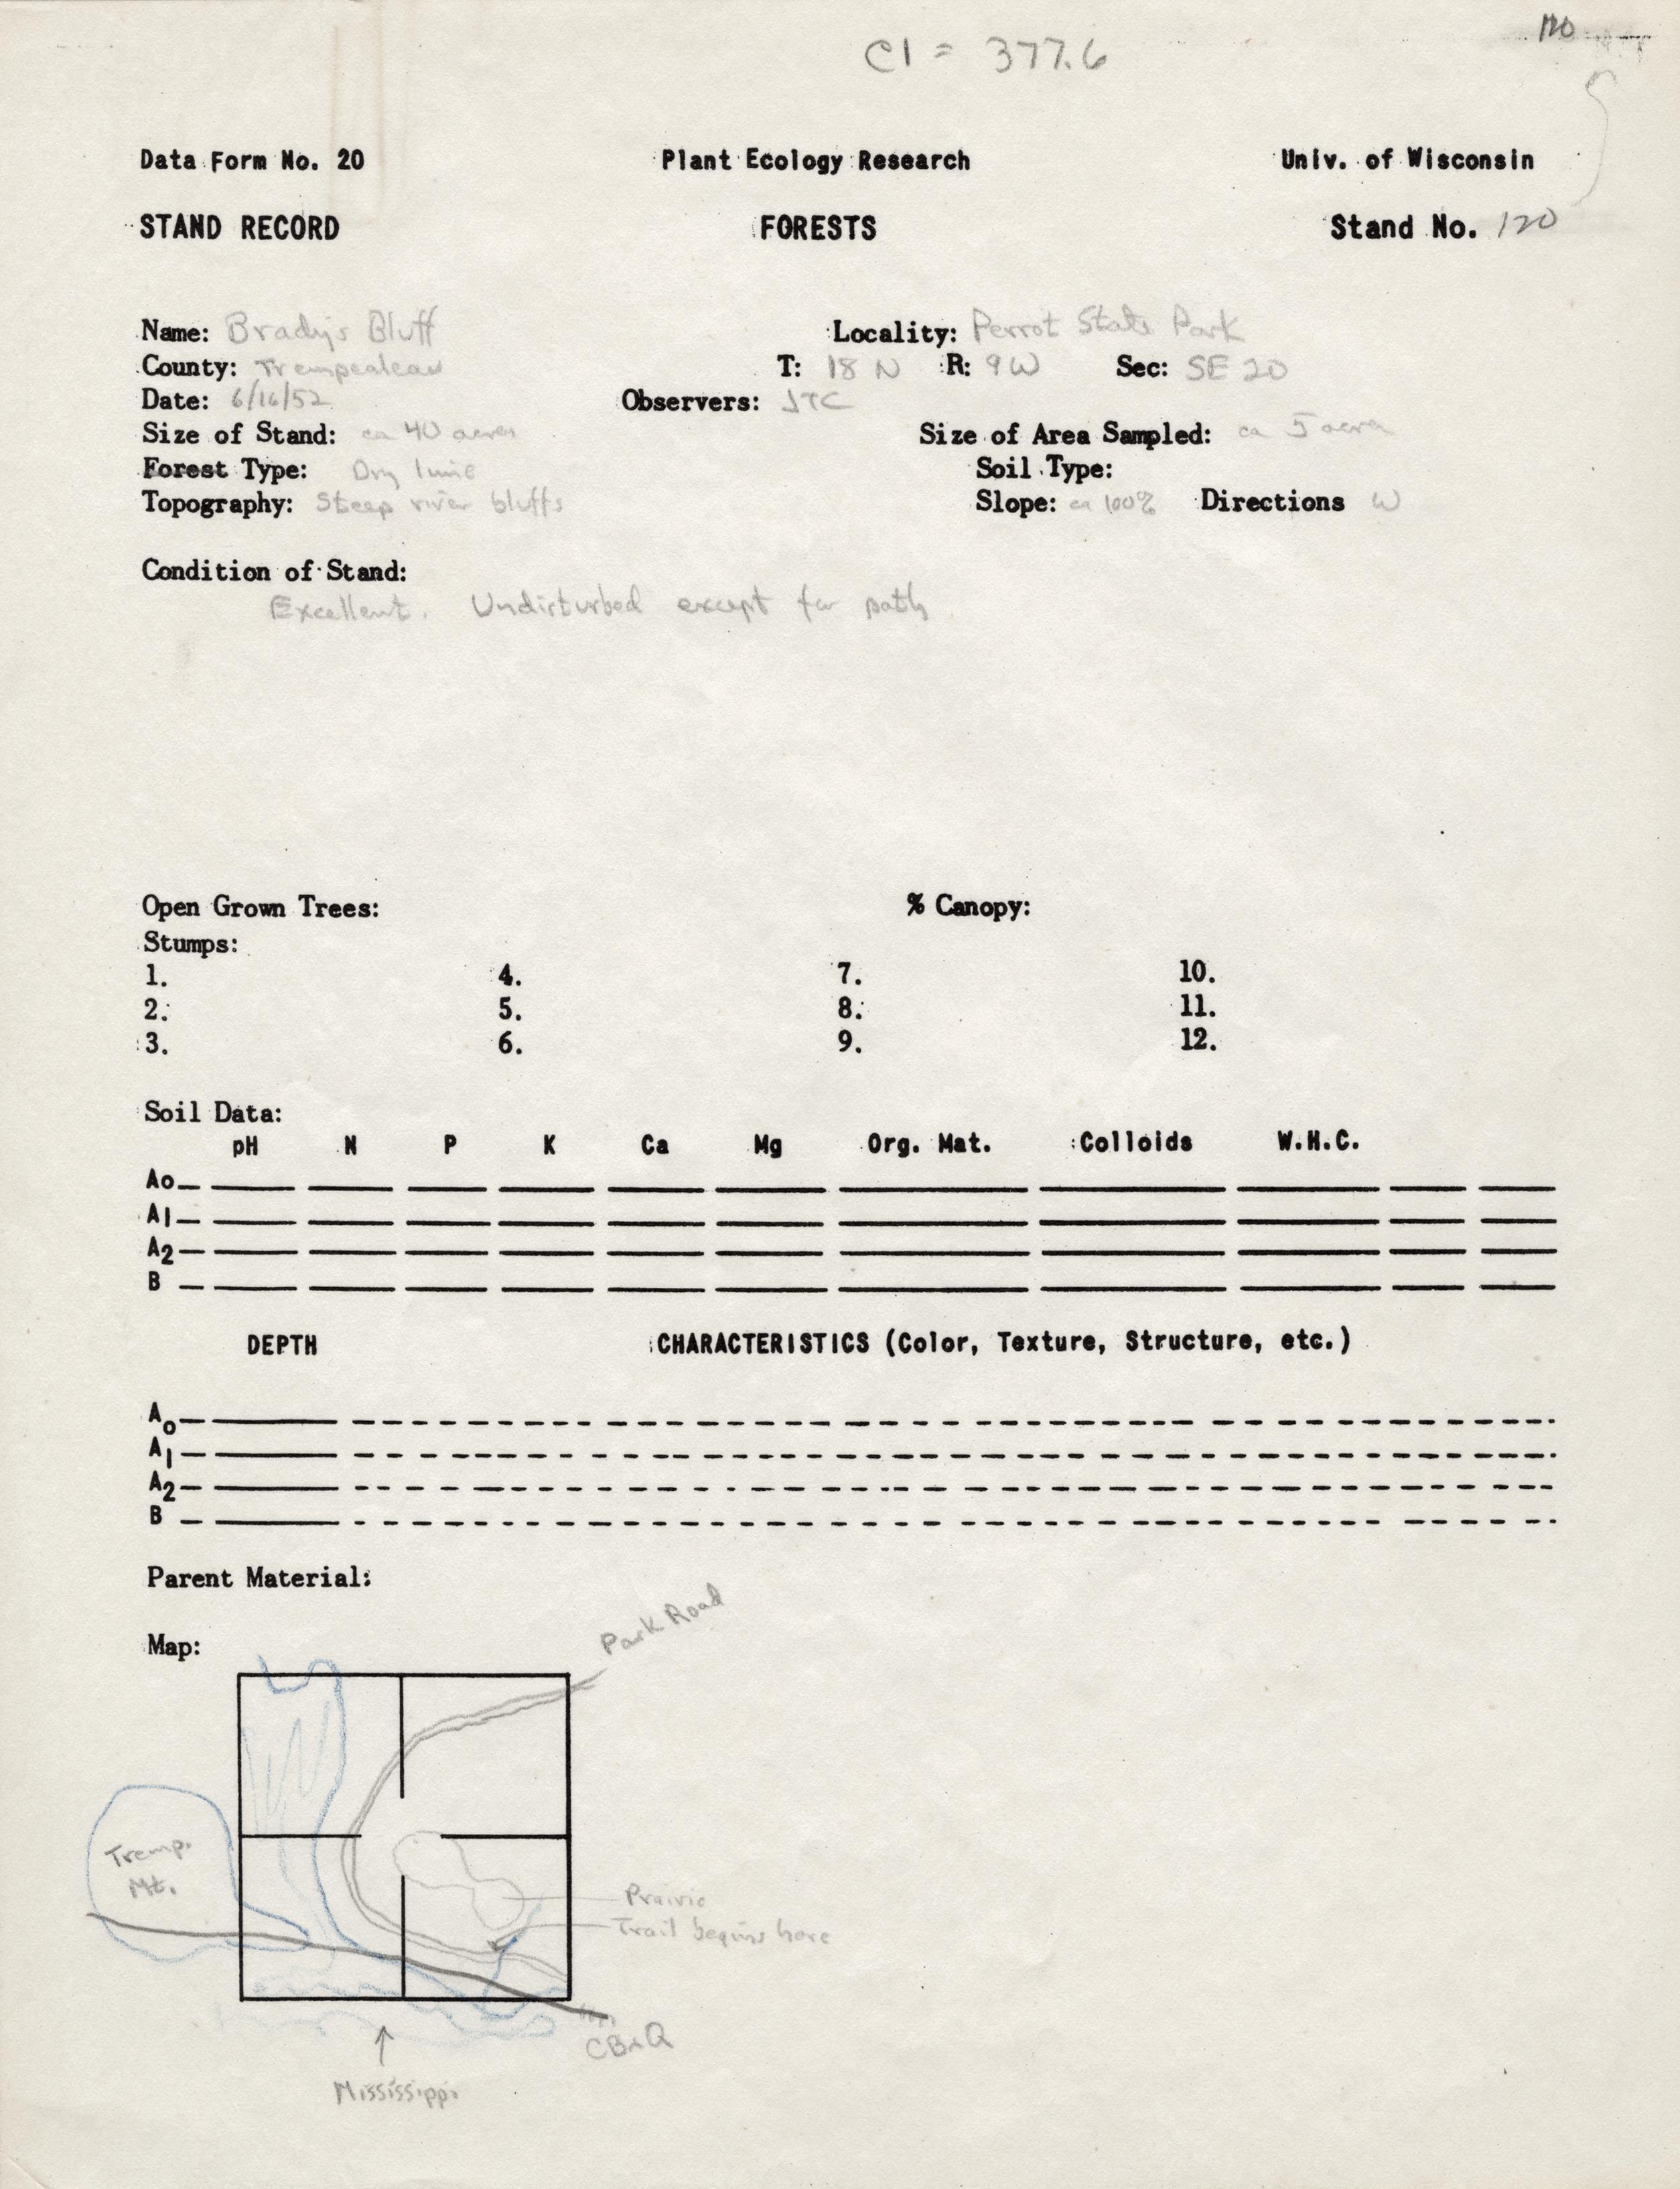 120
CI = 377.6
Data Form No. 20 Plant Ecology Research Univ. of Wisconsin
STAND RECORD FORESTS Stand No. 120
Name: Brady's Bluff Locality: Perrot State Park
County: Trempealeau T: 18 N R: 9 W Sec: SE 20
Date: 6/16/52 Observers: JTC
Size of Stand: ca 40 acres Size of Area Sampled: ca 5 acres
Forest Type: Dry lime Soil Type:
Topography: Steep river bluffs Slope: ca 100% Directions W
Condition of Stand:
Excellent. Undisturbed except for path
Open Grown Trees: % Canopy:
Stumps:
1. 4. 7. 10.
2. 5. 8. 11.
3. 6. 9. 12.
Soil Data:
pH N P K Ca Mg Org. Mat. Colloids W.H.C.
Ao
A1
A2
B
DEPTH CHARACTERISTICS (Color, Texture, Structure, etc.)
Ao
A1
A2
B
Parent Material:
Park Road
Map:
Tremp.
Mt.
Prairie
Trail begins here
CB&Q
Mississippi